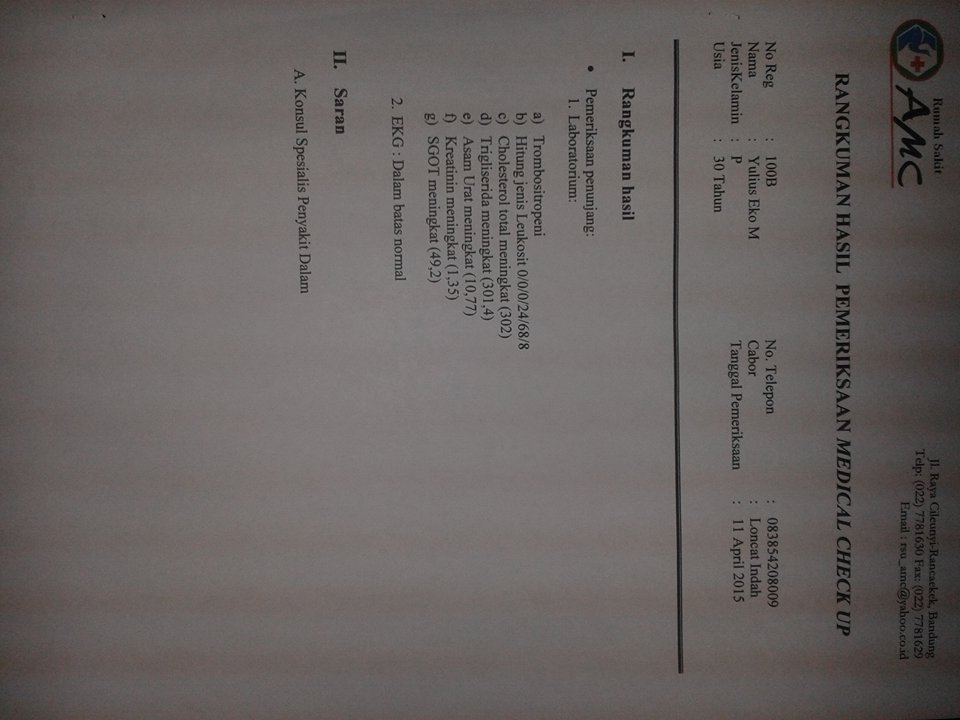 Rumah Sakit
AMC
Jl. Raya Cileunyi-Rancaekek, Bandung
Telp: (022) 7781630 Fax: (022) 7781629
Email : rsu_amc@yahoo.co.id
RANGKUMAN HASIL PEMERIKSAAN MEDICAL CHECK UP
No Reg : 100B No. Telepon : 083854208009
Nama : Yulius Eko M Cabor : Loncat Indah
JenisKelamin : P Tanggal Pemeriksaan : 11 April 2015
Usia : 30 Tahun
I. Rangkuman hasil
• Pemeriksaan penunjang:
1. Laboratorium:
a) Trombositropeni
b) Hitung jenis Leukosit 0/0/0/24/68/8
c) Cholesterol total meningkat (302)
d) Trigliserida meningkat (301,4)
e) Asam Urat meningkat (10,77)
f) Kreatinin meningkat (1,35)
g) SGOT meningkat (49,2)
2. EKG : Dalam batas normal
II. Saran
A. Konsul Spesialis Penyakit Dalam